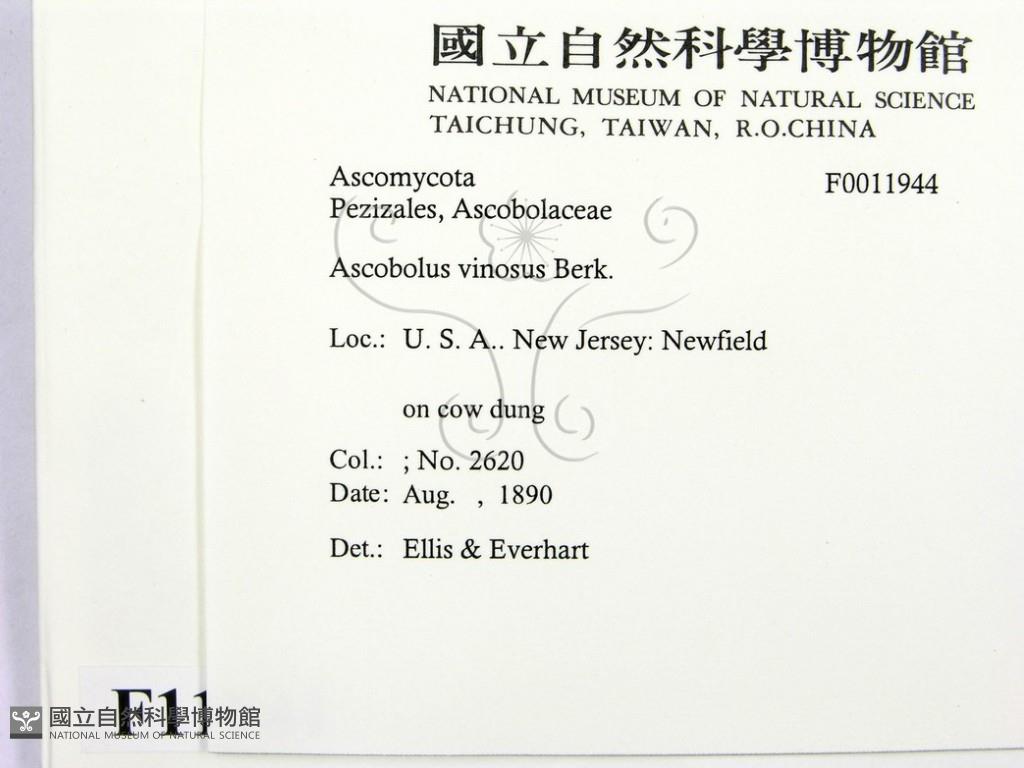 國立自然科學博物館
NATIONAL MUSEUM OF NATURAL SCIENCE
TAICHUNG, TAIWAN, R.O.CHINA
Ascomycota F0011944
Pezizales, Ascobolaceae
Ascobolus vinosus Berk.
Loc.: U. S. A.. New Jersey: Newfield
on cow dung
Col.: ; No. 2620
Date: Aug. , 1890
Det.: Ellis & Everhart
F11
國立自然科學博物館
NATIONAL MUSEUM OF NATURAL SCIENCE